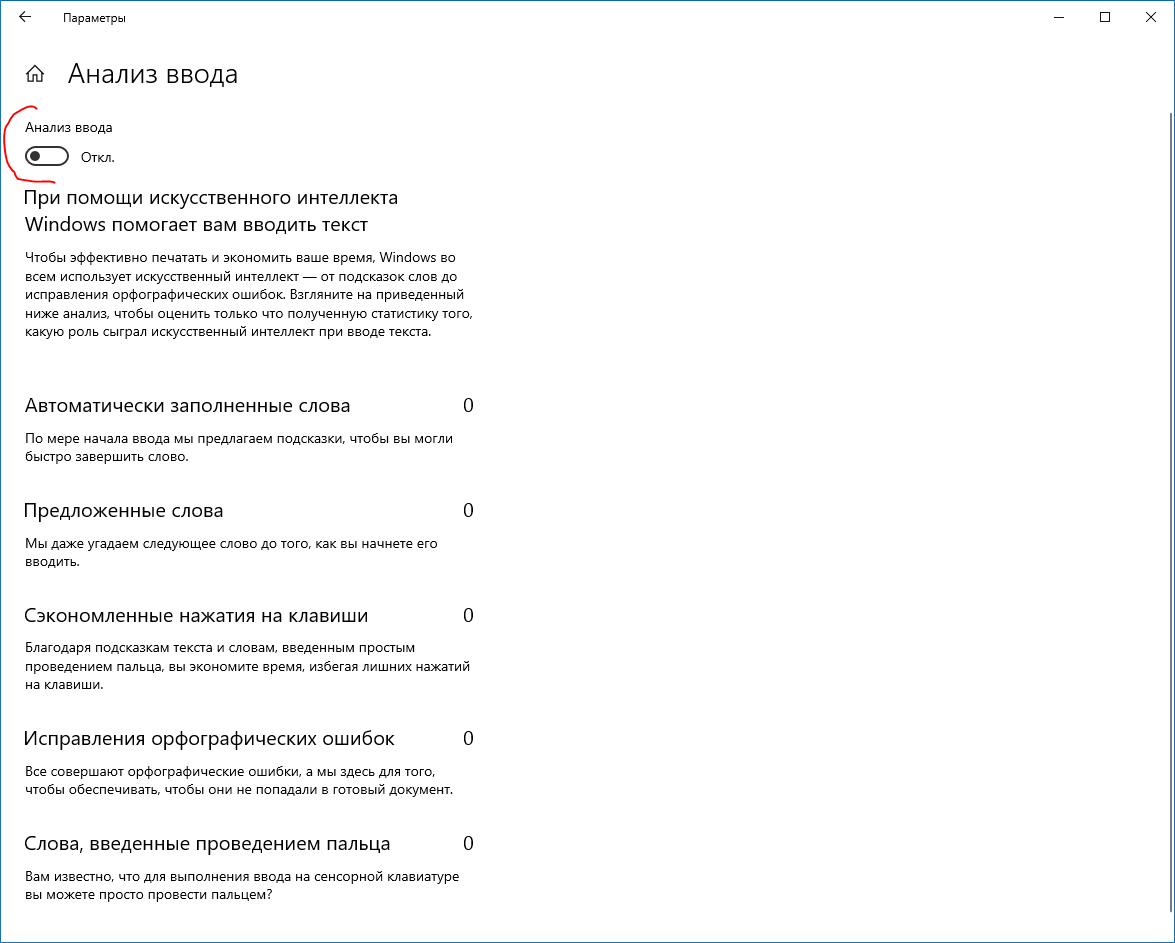 Параметры
Анализ ввода
Анализ ввода
Откл.
При помощи искусственного интеллекта
Windows помогает вам вводить текст
Чтобы эффективно печатать и экономить ваше время, Windows во
всем использует искусственный интеллект — от подсказок слов до
исправления орфографических ошибок. Взгляните на приведенный
ниже анализ, чтобы оценить только что полученную статистику того,
какую роль сыграл искусственный интеллект при вводе текста.
Автоматически заполненные слова 0
По мере начала ввода мы предлагаем подсказки, чтобы вы могли
быстро завершить слово.
Предложенные слова 0
Мы даже угадаем следующее слово до того, как вы начнете его
вводить.
Сэкономленные нажатия на клавиши 0
Благодаря подсказкам текста и словам, введенным простым
проведением пальца, вы экономите время, избегая лишних нажатий
на клавиши.
Исправления орфографических ошибок 0
Все совершают орфографические ошибки, а мы здесь для того,
чтобы обеспечивать, чтобы они не попадали в готовый документ.
Слова, введенные проведением пальца 0
Вам известно, что для выполнения ввода на сенсорной клавиатуре
вы можете просто провести пальцем?